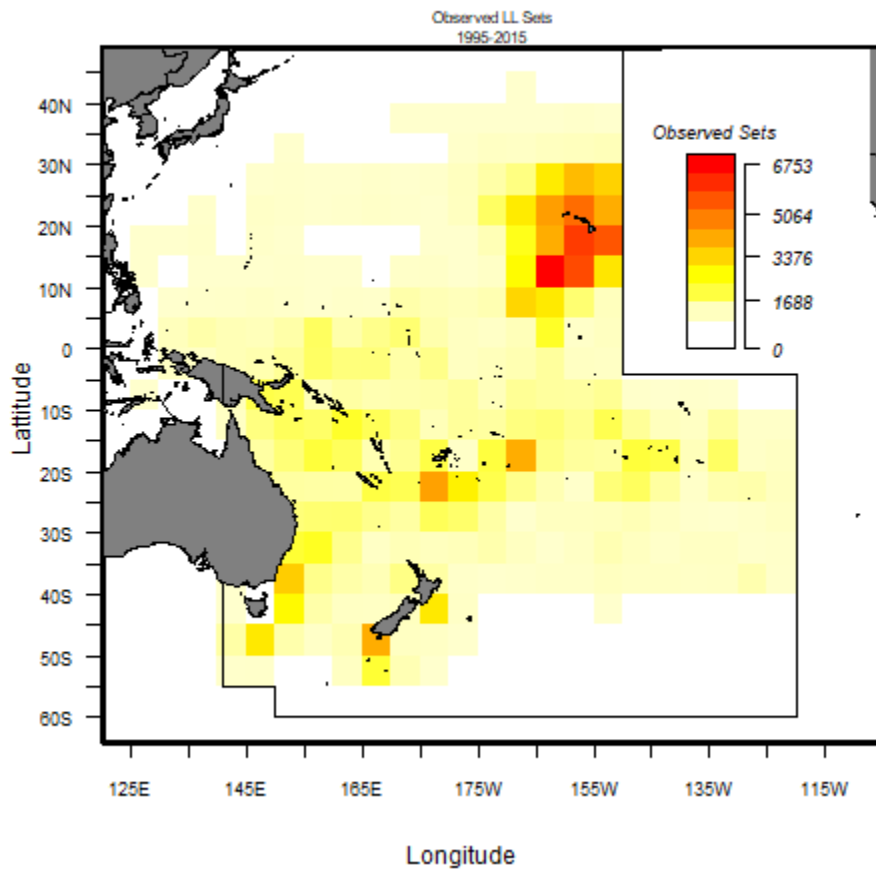 Observed LL Sets
1995-2015
Observed Sets
6753
5064
3376
1688
0
Lattitude
40N
30N
20N
10N
0
10S
20S
30S
40S
50S
60S
125E 145E 165E 175W 155W 135W 115W
Longitude